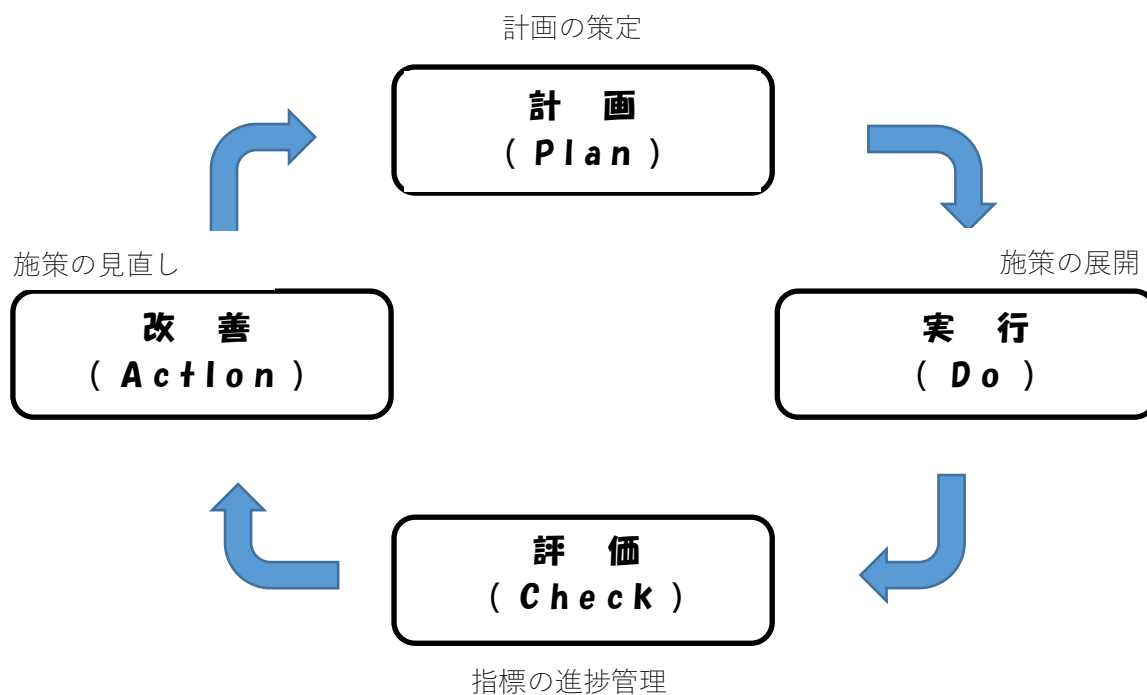 計画の策定
計 画
( Plan )
施策の見直し
施策の展開
改 善
( Action )
実 行
( Do )
評 価
( Check )
指標の進捗管理